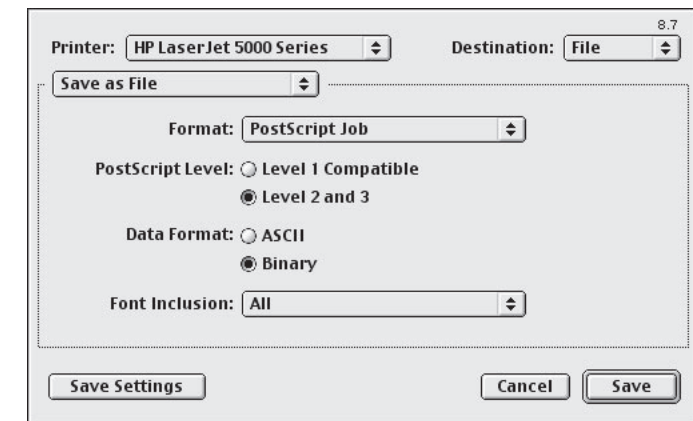 8.7
Printer: HP LaserJet 5000 Series Destination: File
Save as File
Format: PostScript Job
PostScript Level: Level 1 Compatible
Level 2 and 3
Data Format: ASCII
Binary
Font Inclusion: All
Save Settings Cancel Save